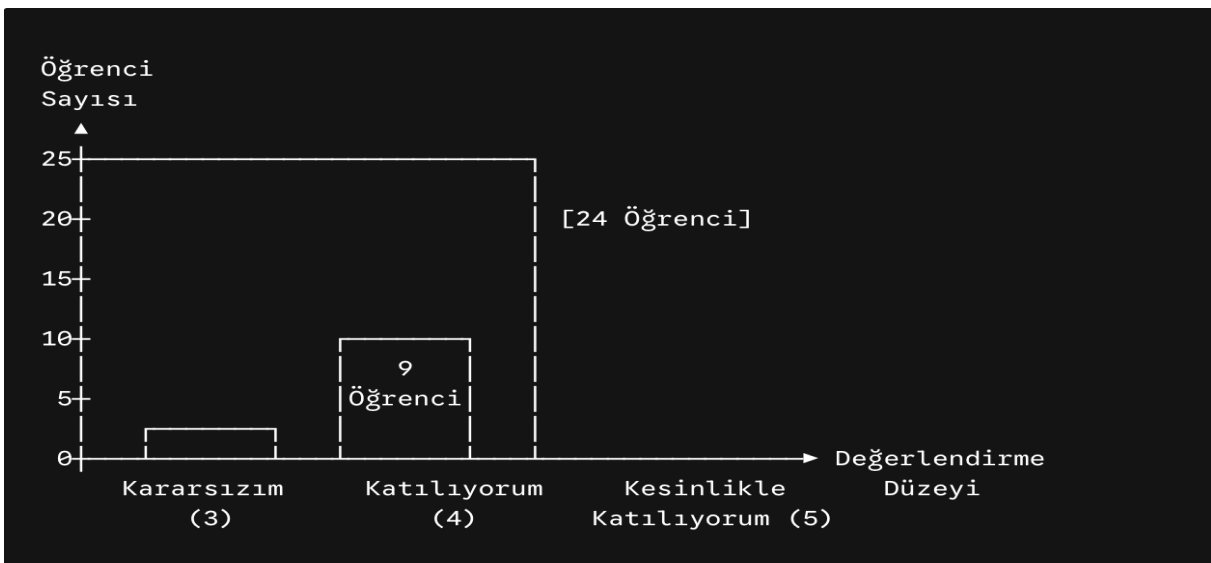 Öğrenci
Sayısı
25
20
[24 Öğrenci]
15
10
9
5
Öğrenci
0
Değerlendirme
Kararsızım
Katılıyorum
Kesinlikle
Düzeyi
(3)
(4)
Katılıyorum (5)